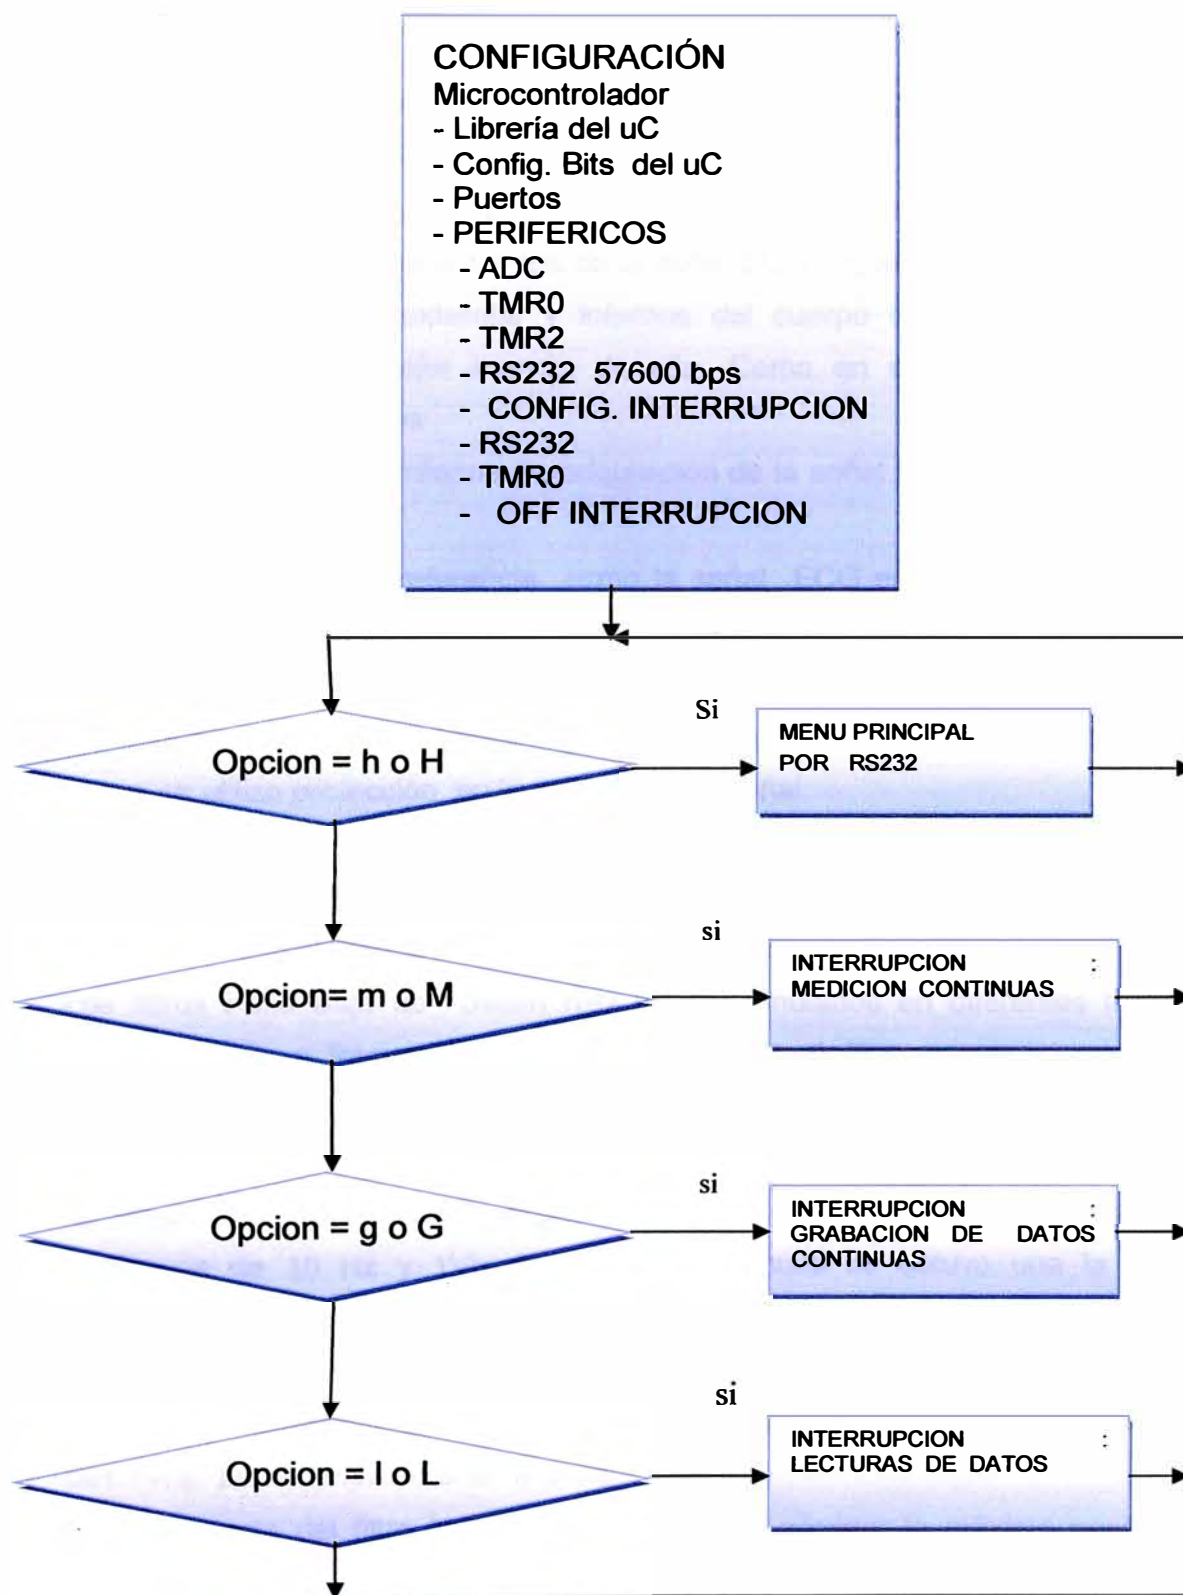 CONFIGURACIÓN
Microcontrolador
- Librería del uC
- Config. Bits del uC
- Puertos
- PERIFERICOS
- ADC
- TMR0
- TMR2
- RS232 57600 bps
- CONFIG. INTERRUPCION
- RS232
- TMR0
- OFF INTERRUPCION
Opcion = h o H
Si
MENU PRINCIPAL
POR RS232
Opcion= m o M
si
INTERRUPCION :
MEDICION CONTINUAS
Opcion = g o G
si
INTERRUPCION :
GRABACION DE DATOS
CONTINUAS
Opcion = l o L
si
INTERRUPCION :
LECTURAS DE DATOS